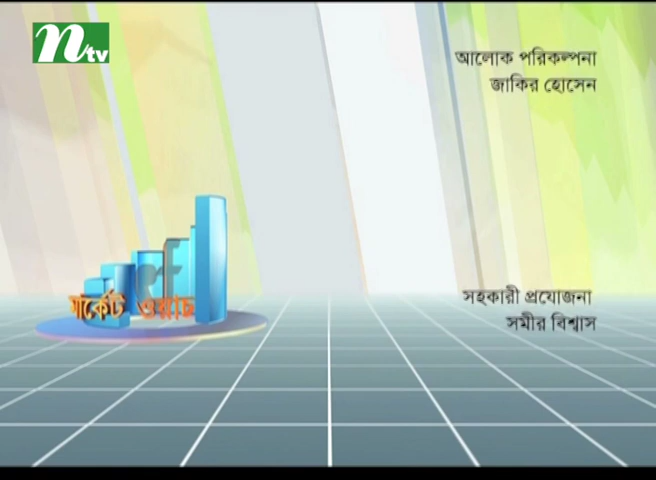 ntv
আলোক পরিকল্পনা
জাকির হোসেন
মার্কেট ওয়াচ
সহকারী প্রযোজনা
সমীর বিশ্বাস